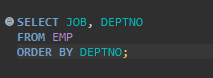 SELECT JOB, DEPTNO
FROM EMP
ORDER BY DEPTNO;